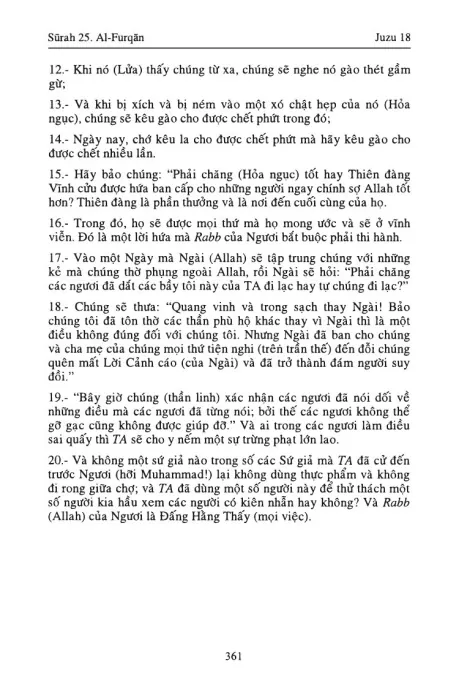 Sūrah 25. Al-Furqān Juzu 18
12.- Khi nó (Lửa) thấy chúng từ xa, chúng sẽ nghe nó gào thét gầm
gừ;
13.- Và khi bị xích và bị ném vào một xó chật hẹp của nó (Hỏa
ngục), chúng sẽ kêu gào cho được chết phứt trong đó;
14.- Ngày nay, chớ kêu la cho được chết phứt mà hãy kêu gào cho
được chết nhiều lần.
15.- Hãy bảo chúng: “Phải chăng (Hỏa ngục) tốt hay Thiên đàng
Vĩnh cửu được hứa ban cấp cho những người ngay chính sợ Allah tốt
hơn? Thiên đàng là phần thưởng và là nơi đến cuối cùng của họ.
16.- Trong đó, họ sẽ được mọi thứ mà họ mong ước và sẽ ở vĩnh
viễn. Đó là một lời hứa mà Rabb của Ngươi bắt buộc phải thi hành.
17.- Vào một Ngày mà Ngài (Allah) sẽ tập trung chúng với những
kẻ mà chúng thờ phụng ngoài Allah, rồi Ngài sẽ hỏi: “Phải chăng
các ngươi đã dắt các bầy tôi này của TA đi lạc hay tự chúng đi lạc?”
18.- Chúng sẽ thưa: “Quang vinh và trong sạch thay Ngài! Bảo
chúng tôi đã tôn thờ các thần phù hộ khác thay vì Ngài thì là một
điều không đúng đối với chúng tôi. Nhưng Ngài đã ban cho chúng
và cha mẹ của chúng mọi thứ tiện nghi (trên trần thế) đến đỗi chúng
quên mất Lời Cảnh cáo (của Ngài) và đã trở thành đám người suy
đồi.”
19.- “Bây giờ chúng (thần linh) xác nhận các ngươi đã nói dối về
những điều mà các ngươi đã từng nói; bởi thế các ngươi không thể
gỡ gạc cũng không được giúp đỡ.” Và ai trong các ngươi làm điều
sai quấy thì TA sẽ cho y nếm một sự trừng phạt lớn lao.
20.- Và không một sứ giả nào trong số các Sứ giả mà TA đã cử đến
trước Ngươi (hỡi Muhammad!) lại không dùng thực phẩm và không
đi rong giữa chợ; và TA đã dùng một số người này để thử thách một
số người kia hầu xem các ngươi có kiên nhẫn hay không? Và Rabb
(Allah) của Ngươi là Đấng Hằng Thấy (mọi việc).
361